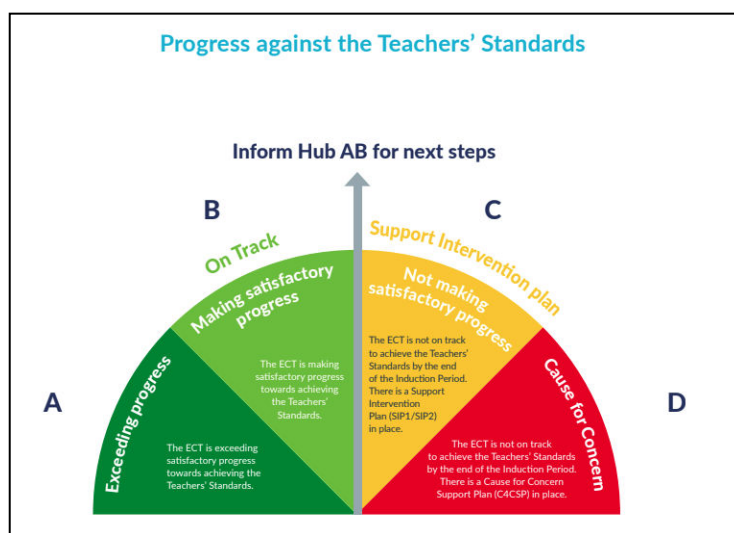 Progress against the Teachers' Standards
Inform Hub AB for next steps
B
C
On Track
Support Intervention plan
Making satisfactory
progress
Not making
satisfactory progress
The ECT is making
satisfactory progress
towards achieving
the Teachers'
Standards.
The ECT is not on track
to achieve the Teachers'
Standards by the end
of the Induction Period.
There is a Support
Intervention
Plan (SIP1/SIP2)
in place.
A
D
Exceeding progress
Cause for Concern
The ECT is exceeding
satisfactory progress
towards achieving the
Teachers' Standards.
The ECT is not on track
to achieve the Teachers' Standards
by the end of the Induction Period.
There is a Cause for Concern
Support Plan (C4CSP) in place.